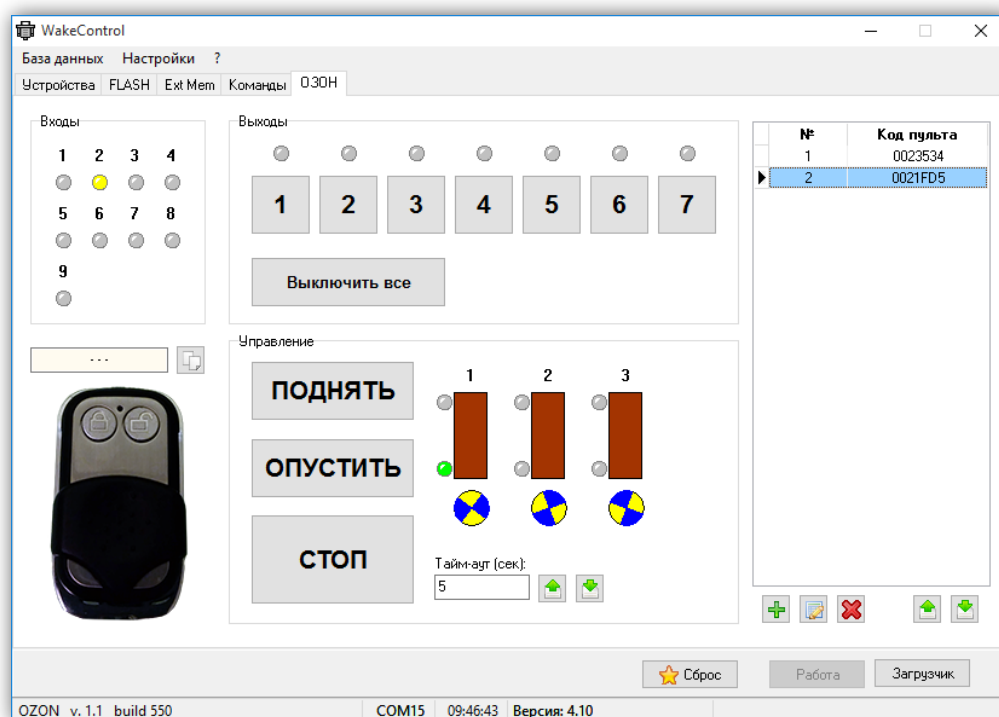 WakeControl
База данных Настройки ?
Устройства FLASH Ext Mem Команды ОЗОН
Входы
1 2 3 4
5 6 7 8
9
...
Выходы
1 2 3 4 5 6 7
Выключить все
Управление
ПОДНЯТЬ
ОПУСТИТЬ
СТОП
1 2 3
Тайм-аут (сек):
5
№ Код пульта
1 0023534
2 0021FD5
Сброс Работа Загрузчик
OZON v. 1.1 build 550 COM15 09:46:43 Версия: 4.10